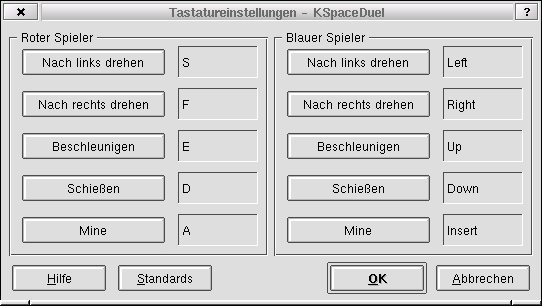 Tastatureinstellungen - KSpaceDuel ?
Roter Spieler
Nach links drehen S
Nach rechts drehen F
Beschleunigen E
Schießen D
Mine A
Blauer Spieler
Nach links drehen Left
Nach rechts drehen Right
Beschleunigen Up
Schießen Down
Mine Insert
Hilfe Standards OK Abbrechen